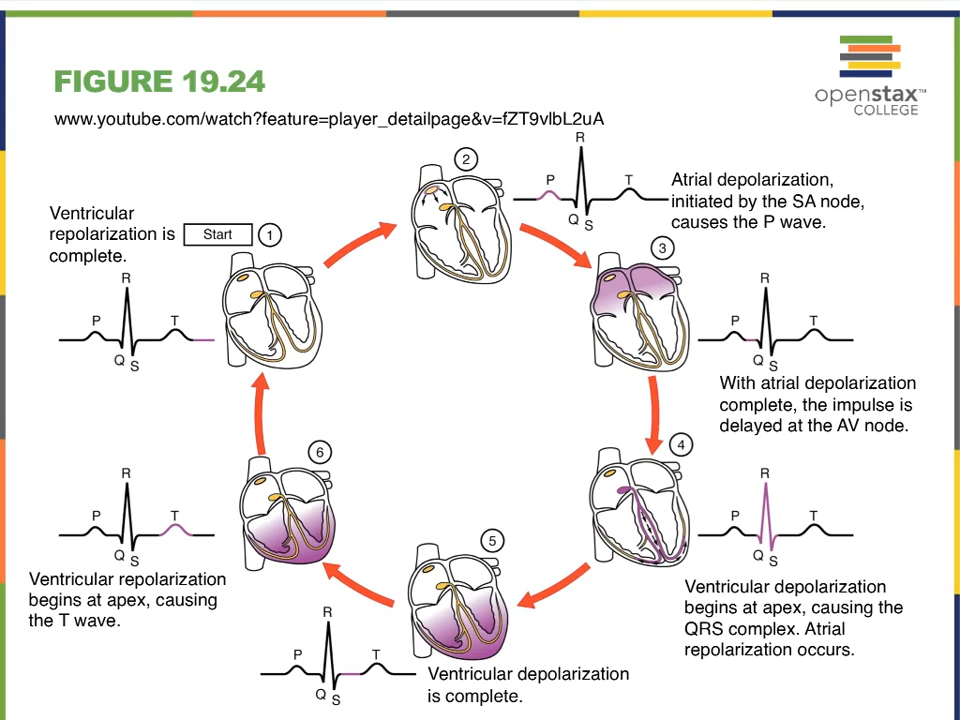 openstax™
COLLEGE
FIGURE 19.24
www.youtube.com/watch?feature=player_detailpage&v=fZT9vlbL2uA
2
R
P
T
Q
S
Atrial depolarization,
initiated by the SA node,
causes the P wave.
Ventricular
repolarization is
complete.
Start
1
R
P
T
Q
S
3
R
P
T
Q
S
With atrial depolarization
complete, the impulse is
delayed at the AV node.
4
R
P
T
Q
S
Ventricular depolarization
begins at apex, causing the
QRS complex. Atrial
repolarization occurs.
5
R
P
T
Q
S
Ventricular depolarization
is complete.
6
R
P
T
Q
S
Ventricular repolarization
begins at apex, causing
the T wave.